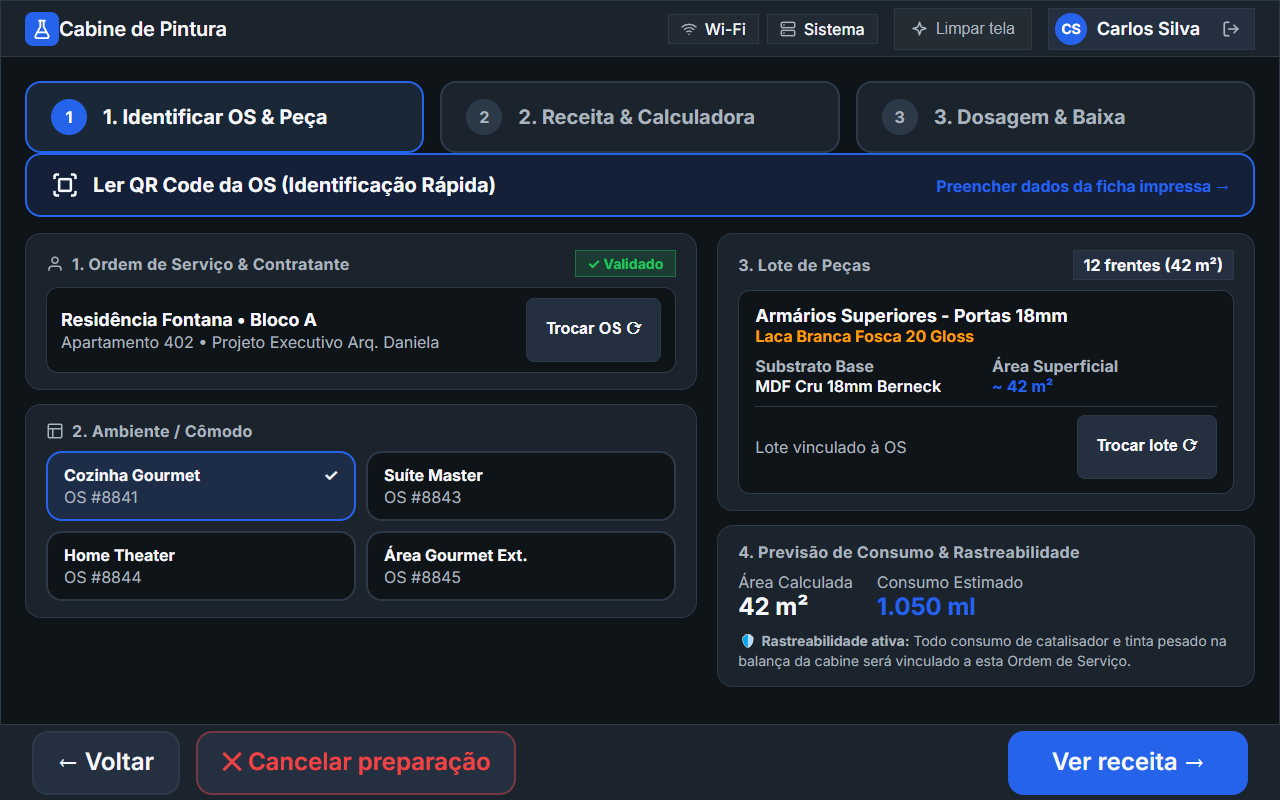 Cabine de Pintura
Wi-Fi
Sistema
Limpar tela
CS
Carlos Silva
1
1. Identificar OS & Peça
2
2. Receita & Calculadora
3
3. Dosagem & Baixa
Ler QR Code da OS (Identificação Rápida)
Preencher dados da ficha impressa →
1. Ordem de Serviço & Contratante
✓ Validado
Residência Fontana • Bloco A
Apartamento 402 • Projeto Executivo Arq. Daniela
Trocar OS ⟳
2. Ambiente / Cômodo
Cozinha Gourmet
OS #8841
Suíte Master
OS #8843
Home Theater
OS #8844
Área Gourmet Ext.
OS #8845
3. Lote de Peças
12 frentes (42 m²)
Armários Superiores - Portas 18mm
Laca Branca Fosca 20 Gloss
Substrato Base
MDF Cru 18mm Berneck
Área Superficial
~ 42 m²
Lote vinculado à OS
Trocar lote ⟳
4. Previsão de Consumo & Rastreabilidade
Área Calculada
42 m²
Consumo Estimado
1.050 ml
Rastreabilidade ativa: Todo consumo de catalisador e tinta pesado na
balança da cabine será vinculado a esta Ordem de Serviço.
← Voltar
✕ Cancelar preparação
Ver receita →